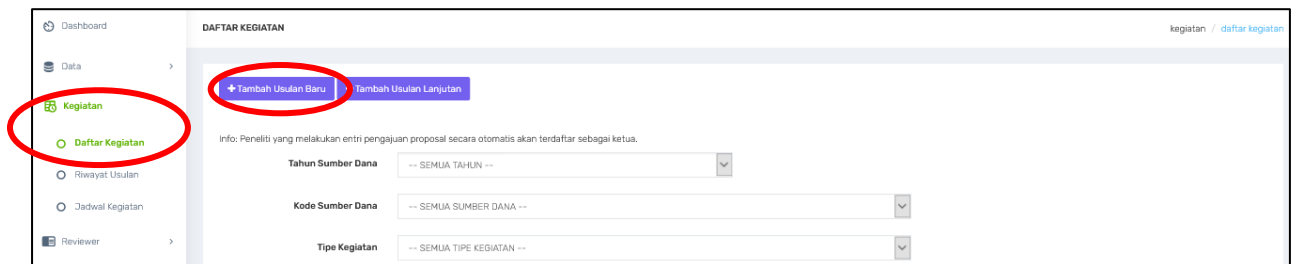 Dashboard
DAFTAR KEGIATAN
kegiatan / daftar kegiatan
Data
+ Tambah Usulan Baru
Tambah Usulan Lanjutan
Kegiatan
Info: Peneliti yang melakukan entri pengajuan proposal secara otomatis akan terdaftar sebagai ketua.
Daftar Kegiatan
Tahun Sumber Dana
-- SEMUA TAHUN --
Riwayat Usulan
Kode Sumber Dana
-- SEMUA SUMBER DANA --
Jadwal Kegiatan
Reviewer
Tipe Kegiatan
-- SEMUA TIPE KEGIATAN --